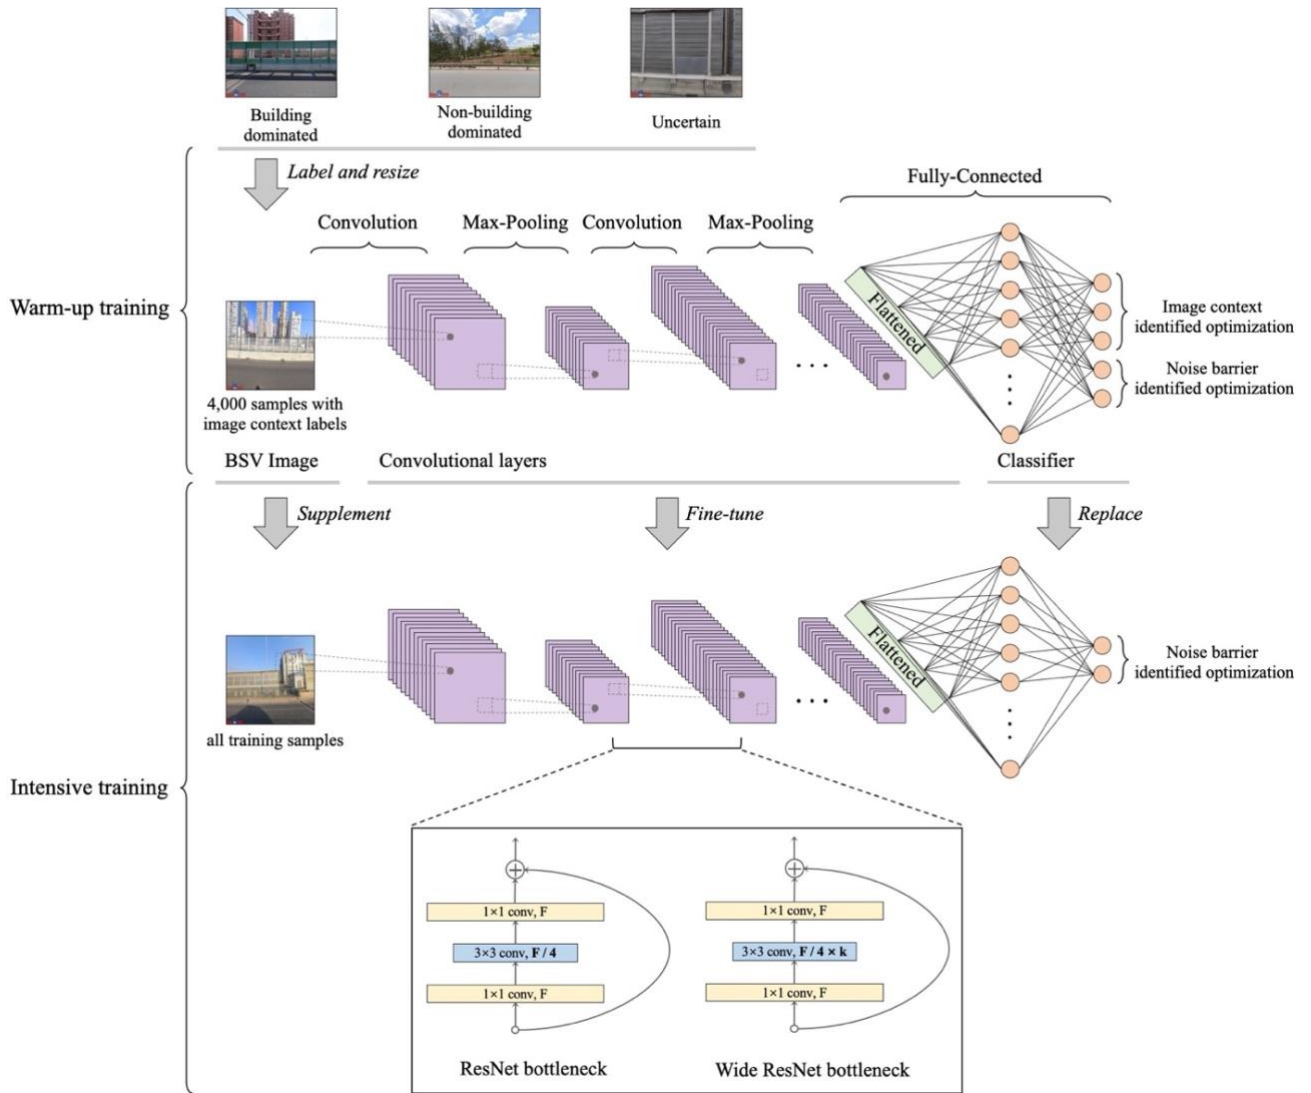 Building
dominated
Non-building
dominated
Uncertain
Label and resize
Fully-Connected
Convolution
Max-Pooling
Convolution
Max-Pooling
Warm-up training
Flattened
Image context
identified optimization
Noise barrier
identified optimization
4,000 samples with
image context labels
BSV Image
Convolutional layers
Classifier
Supplement
Fine-tune
Replace
Flattened
Noise barrier
identified optimization
all training samples
Intensive training
1×1 conv, F
3×3 conv, F / 4
1×1 conv, F
ResNet bottleneck
1×1 conv, F
3×3 conv, F / 4 × k
1×1 conv, F
Wide ResNet bottleneck